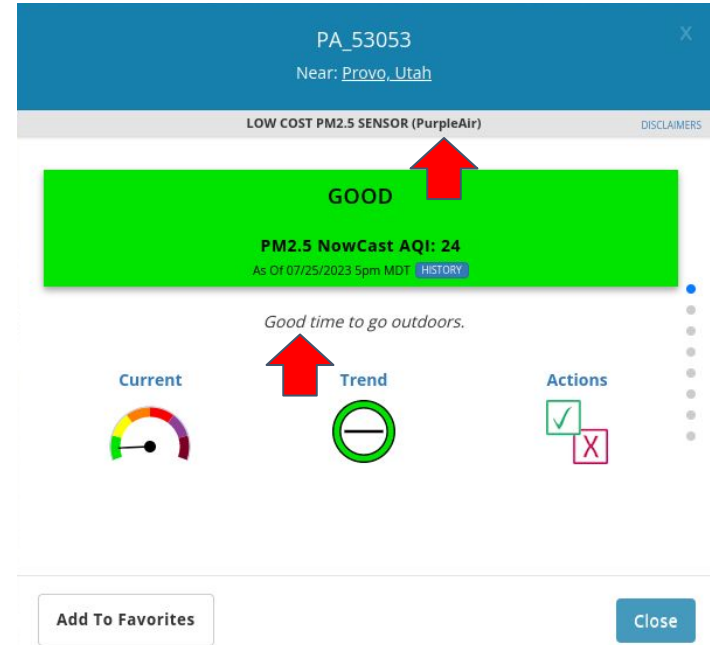 PA_53053
X
Near: Provo, Utah
LOW COST PM2.5 SENSOR (PurpleAir)
DISCLAIMERS
GOOD
PM2.5 NowCast AQI: 24
As Of 07/25/2023 5pm MDT HISTORY
Good time to go outdoors.
Current
Trend
Actions
X
Add To Favorites
Close